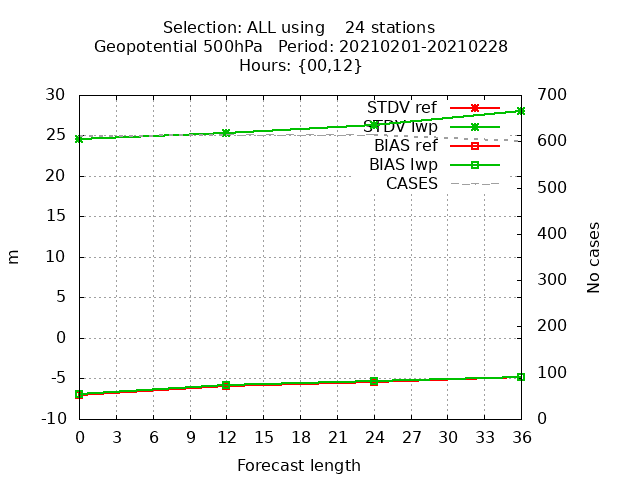 Selection: ALL using    24 stations
Geopotential 500hPa   Period: 20210201-20210228
Hours: {00,12}
30
25
20
15
10
5
0
-5
-10
m
700
600
500
400
300
200
100
0
No cases
STDV ref
STDV lwp
BIAS ref
BIAS lwp
CASES
0 3 6 9 12 15 18 21 24 27 30 33 36
Forecast length